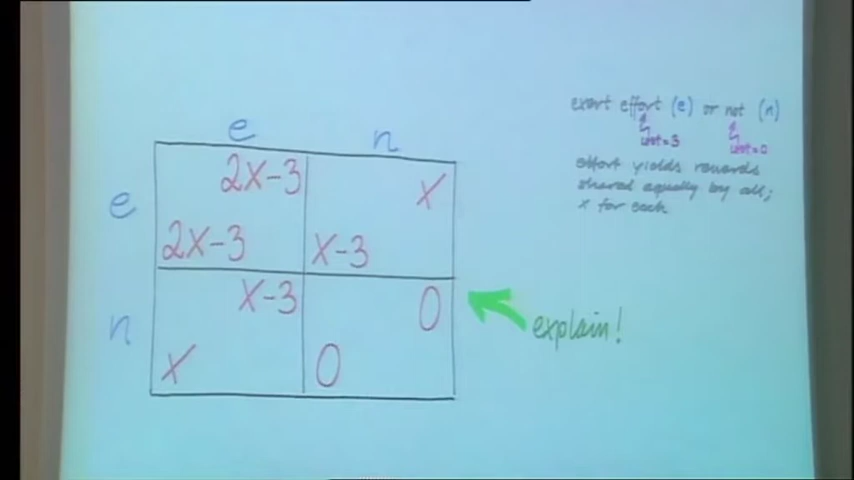 exert effort (e) or not (n)
cost=3 cost=0
effort yields rewards
shared equally by all;
x for each
e n
e 2x-3 x
2x-3 x-3
x-3 0
n explain!
x 0